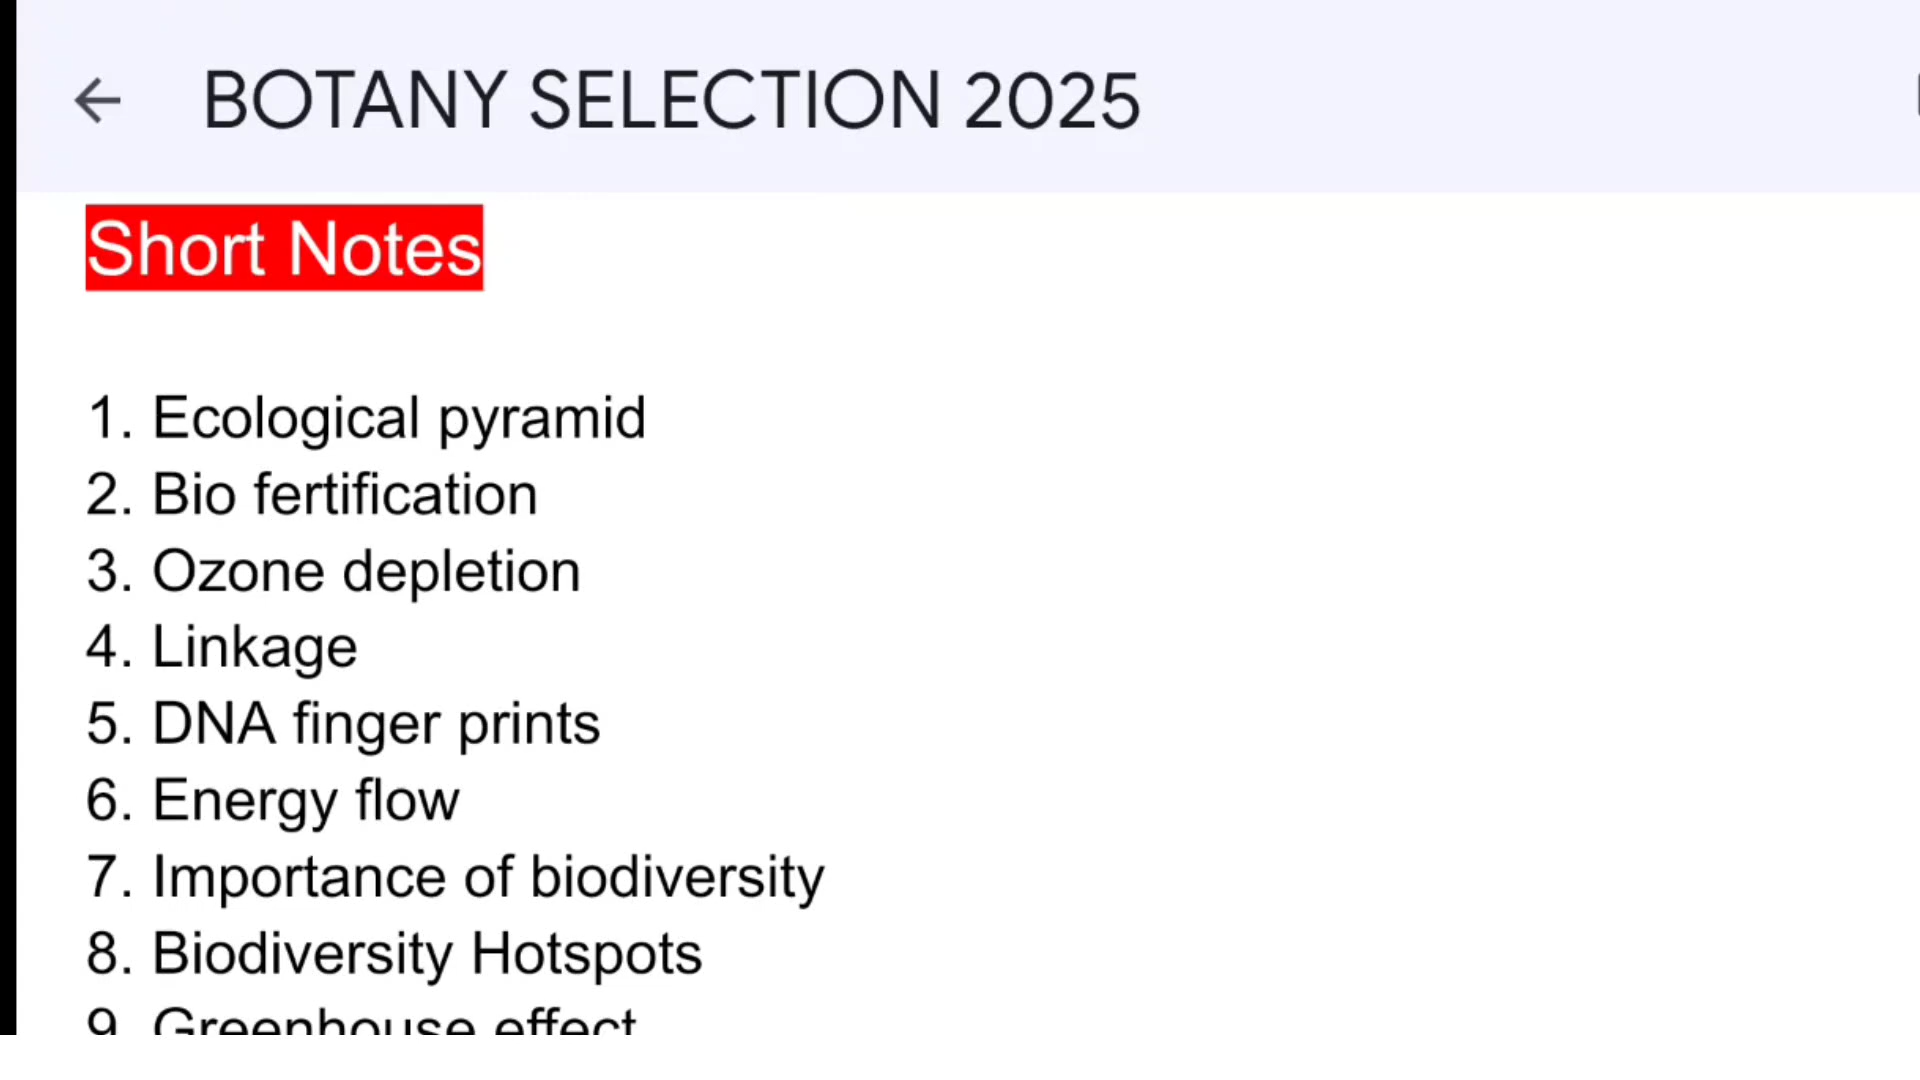 BOTANY SELECTION 2025
Short Notes
1. Ecological pyramid
2. Bio fertification
3. Ozone depletion
4. Linkage
5. DNA finger prints
6. Energy flow
7. Importance of biodiversity
8. Biodiversity Hotspots
9. Greenhouse effect